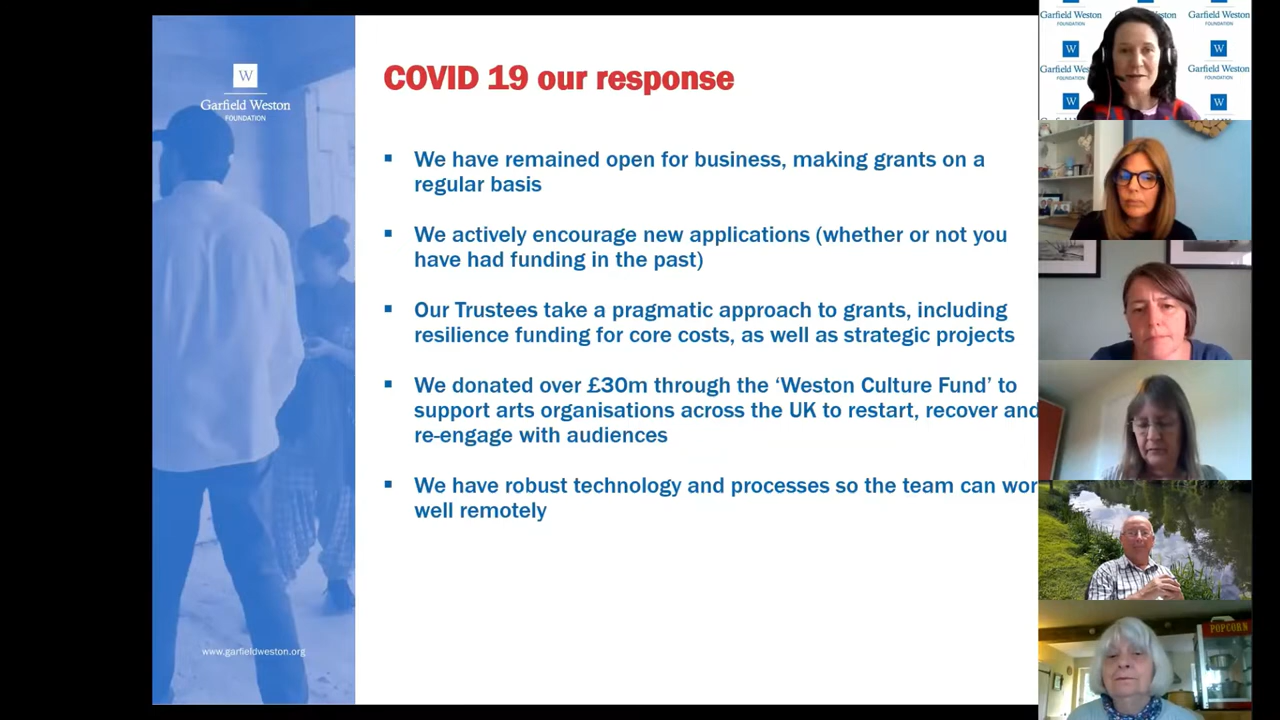 W
Garfield Weston
FOUNDATION
COVID 19 our response
We have remained open for business, making grants on a
regular basis
We actively encourage new applications (whether or not you
have had funding in the past)
Our Trustees take a pragmatic approach to grants, including
resilience funding for core costs, as well as strategic projects
We donated over £30m through the ‘Weston Culture Fund’ to
support arts organisations across the UK to restart, recover and
re-engage with audiences
We have robust technology and processes so the team can wor
well remotely
www.garfieldweston.org
Garfield Weston
FOUNDATION
Garfield Weston
FOUNDATION
W
W
Garfield
W
W
POPCORN